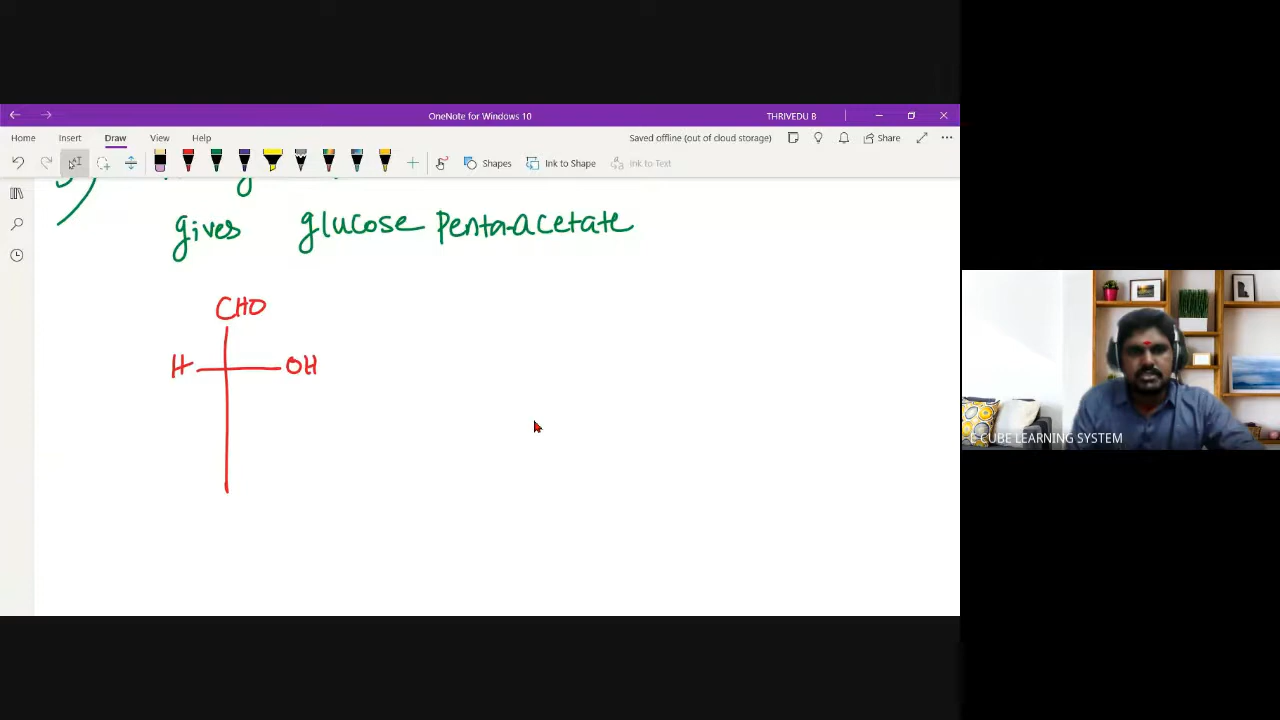 OneNote for Windows 10
THRIVEDU B
Home Insert Draw View Help
Saved offline (out of cloud storage)
Share
Shapes
Ink to Shape
Ink to Text
gives glucose penta-acetate
CHO
H OH
C CUBE LEARNING SYSTEM